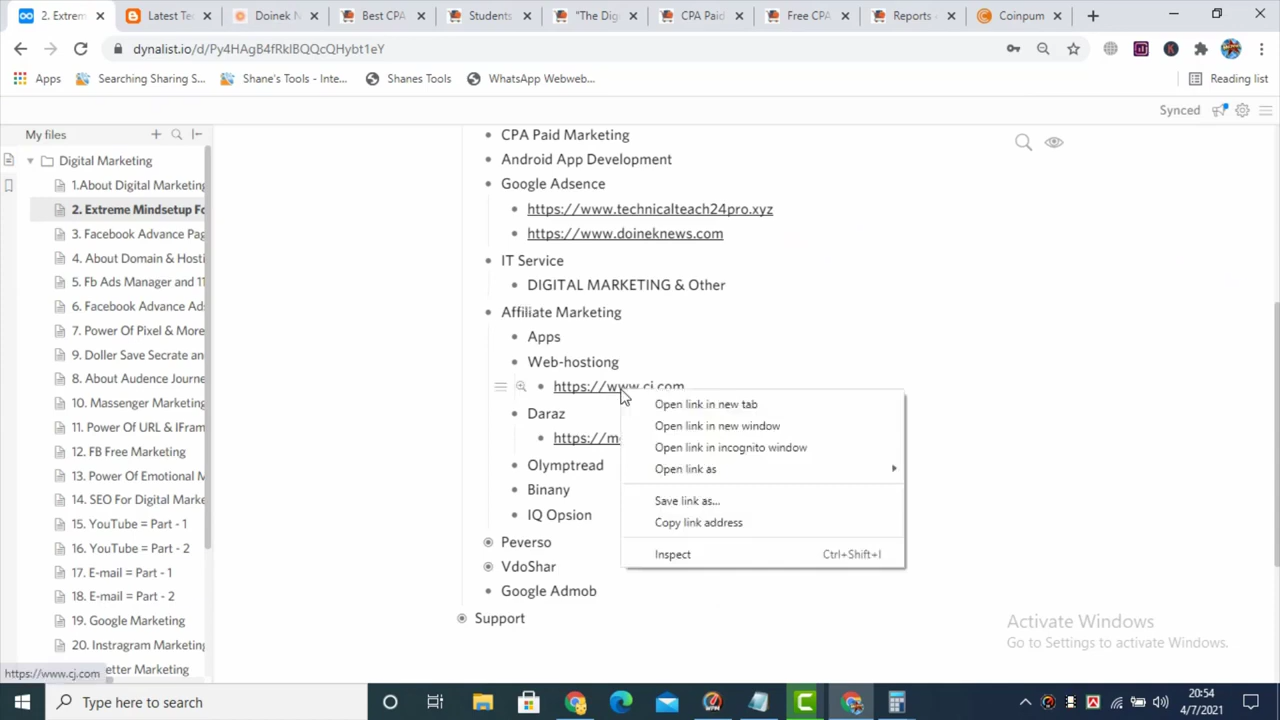 2. Extrem
Latest Te
Doinek N
Best CPA
Students
"The Dig
CPA Paid
Free CPA
Reports
Coinpum
dynalist.io/d/Py4HAgB4fRklBQQcQHybt1eY
Apps
Searching Sharing S...
Shane's Tools - Inte...
Shanes Tools
WhatsApp Webweb...
Reading list
Synced
My files
Digital Marketing
1.About Digital Marketing
2. Extreme Mindsetup Fo
3. Facebook Advance Pag
4. About Domain & Hosti
5. Fb Ads Manager and 1
6. Facebook Advance Ads
7. Power Of Pixel & More
9. Doller Save Secrate an
8. About Audence Journe
10. Massenger Marketing
11. Power Of URL & IFram
12. FB Free Marketing
13. Power Of Emotional M
14. SEO For Digital Marke
15. YouTube = Part - 1
16. YouTube = Part - 2
17. E-mail = Part - 1
18. E-mail = Part - 2
19. Google Marketing
20. Instragram Marketing
etter Marketing
CPA Paid Marketing
Android App Development
Google Adsence
https://www.technicalteach24pro.xyz
https://www.doineknews.com
IT Service
DIGITAL MARKETING & Other
Affiliate Marketing
Apps
Web-hostiong
https://www.cj.com
Daraz
https://m
Olymptread
Binany
IQ Opsion
Peverso
VdoShar
Google Admob
Support
Open link in new tab
Open link in new window
Open link in incognito window
Open link as
Save link as...
Copy link address
Inspect Ctrl+Shift+I
Activate Windows
Go to Settings to activate Windows.
https://www.cj.com
Type here to search
20:54
4/7/2021